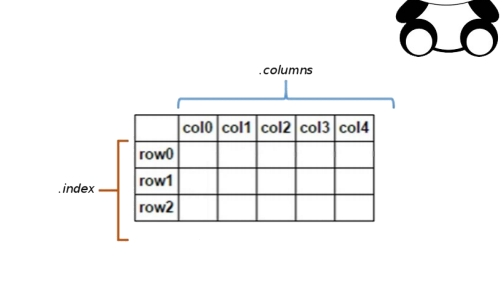 .columns
col0 col1 col2 col3 col4
row0
row1
.index
row2